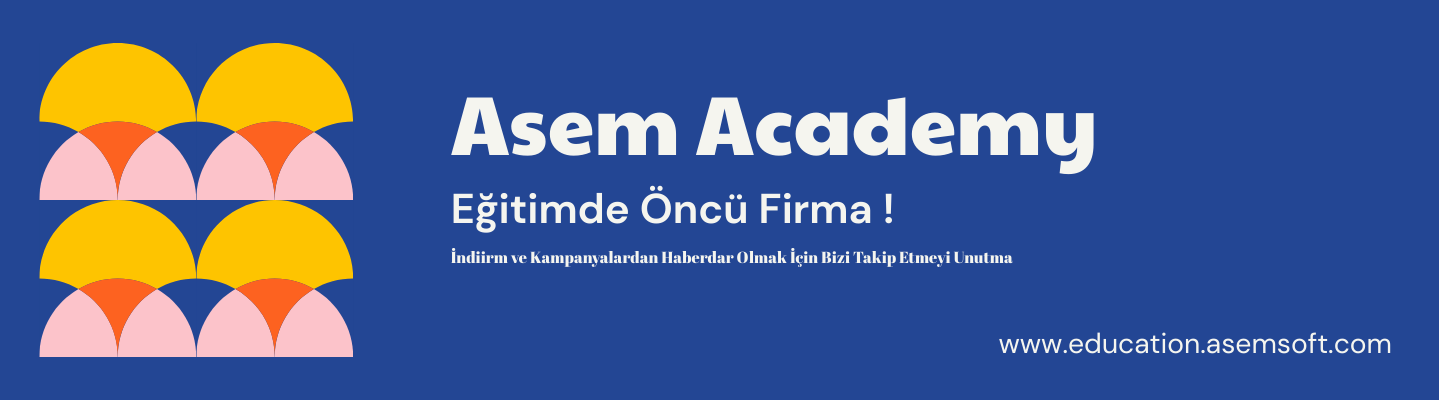 Asem Academy
Eğitimde Öncü Firma !
İndiirm ve Kampanyalardan Haberdar Olmak İçin Bizi Takip Etmeyi Unutma
www.education.asemsoft.com